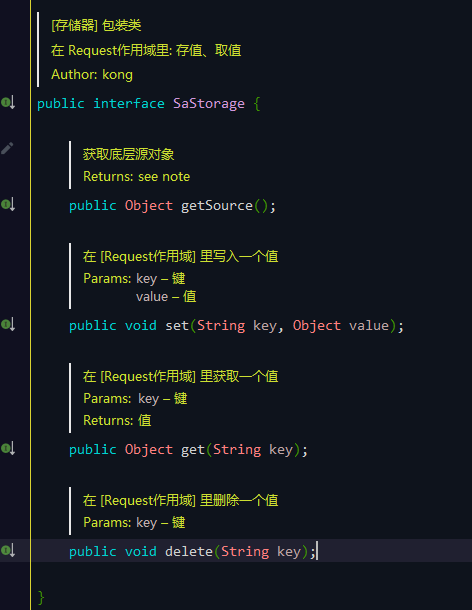 [存储器] 包装类
在 Request作用域里: 存值、取值
Author: kong
public interface SaStorage {
获取底层源对象
Returns: see note
public Object getSource();
在 [Request作用域] 里写入一个值
Params: key – 键
value – 值
public void set(String key, Object value);
在 [Request作用域] 里获取一个值
Params: key – 键
Returns: 值
public Object get(String key);
在 [Request作用域] 里删除一个值
Params: key – 键
public void delete(String key);
}